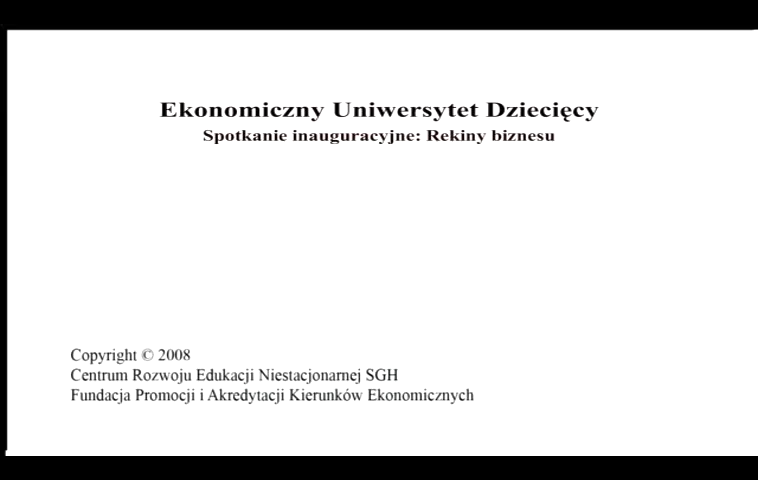 Ekonomiczny Uniwersytet Dziecięcy
Spotkanie inauguracyjne: Rekiny biznesu
Copyright © 2008
Centrum Rozwoju Edukacji Niestacjonarnej SGH
Fundacja Promocji i Akredytacji Kierunków Ekonomicznych